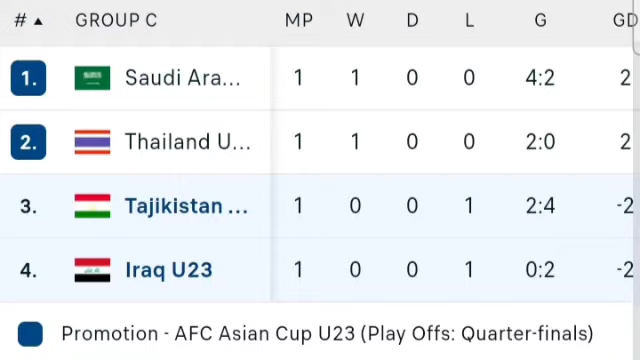 # ▲ GROUP C MP W D L G GD
1. Saudi Ara... 1 1 0 0 4:2 2
2. Thailand U... 1 1 0 0 2:0 2
3. Tajikistan ... 1 0 0 1 2:4 -2
4. Iraq U23 1 0 0 1 0:2 -2
Promotion - AFC Asian Cup U23 (Play Offs: Quarter-finals)